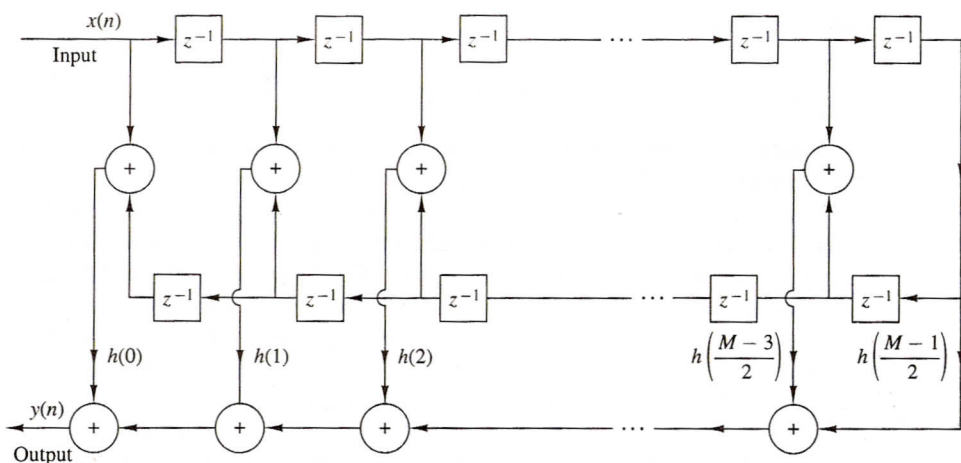 x(n)
Input
z⁻¹ z⁻¹ z⁻¹ ... z⁻¹ z⁻¹
+ + + +
z⁻¹ z⁻¹ z⁻¹ ... z⁻¹ z⁻¹
h(0) h(1) h(2) h((M − 3)/2) h((M − 1)/2)
y(n)
+ + + ... +
Output